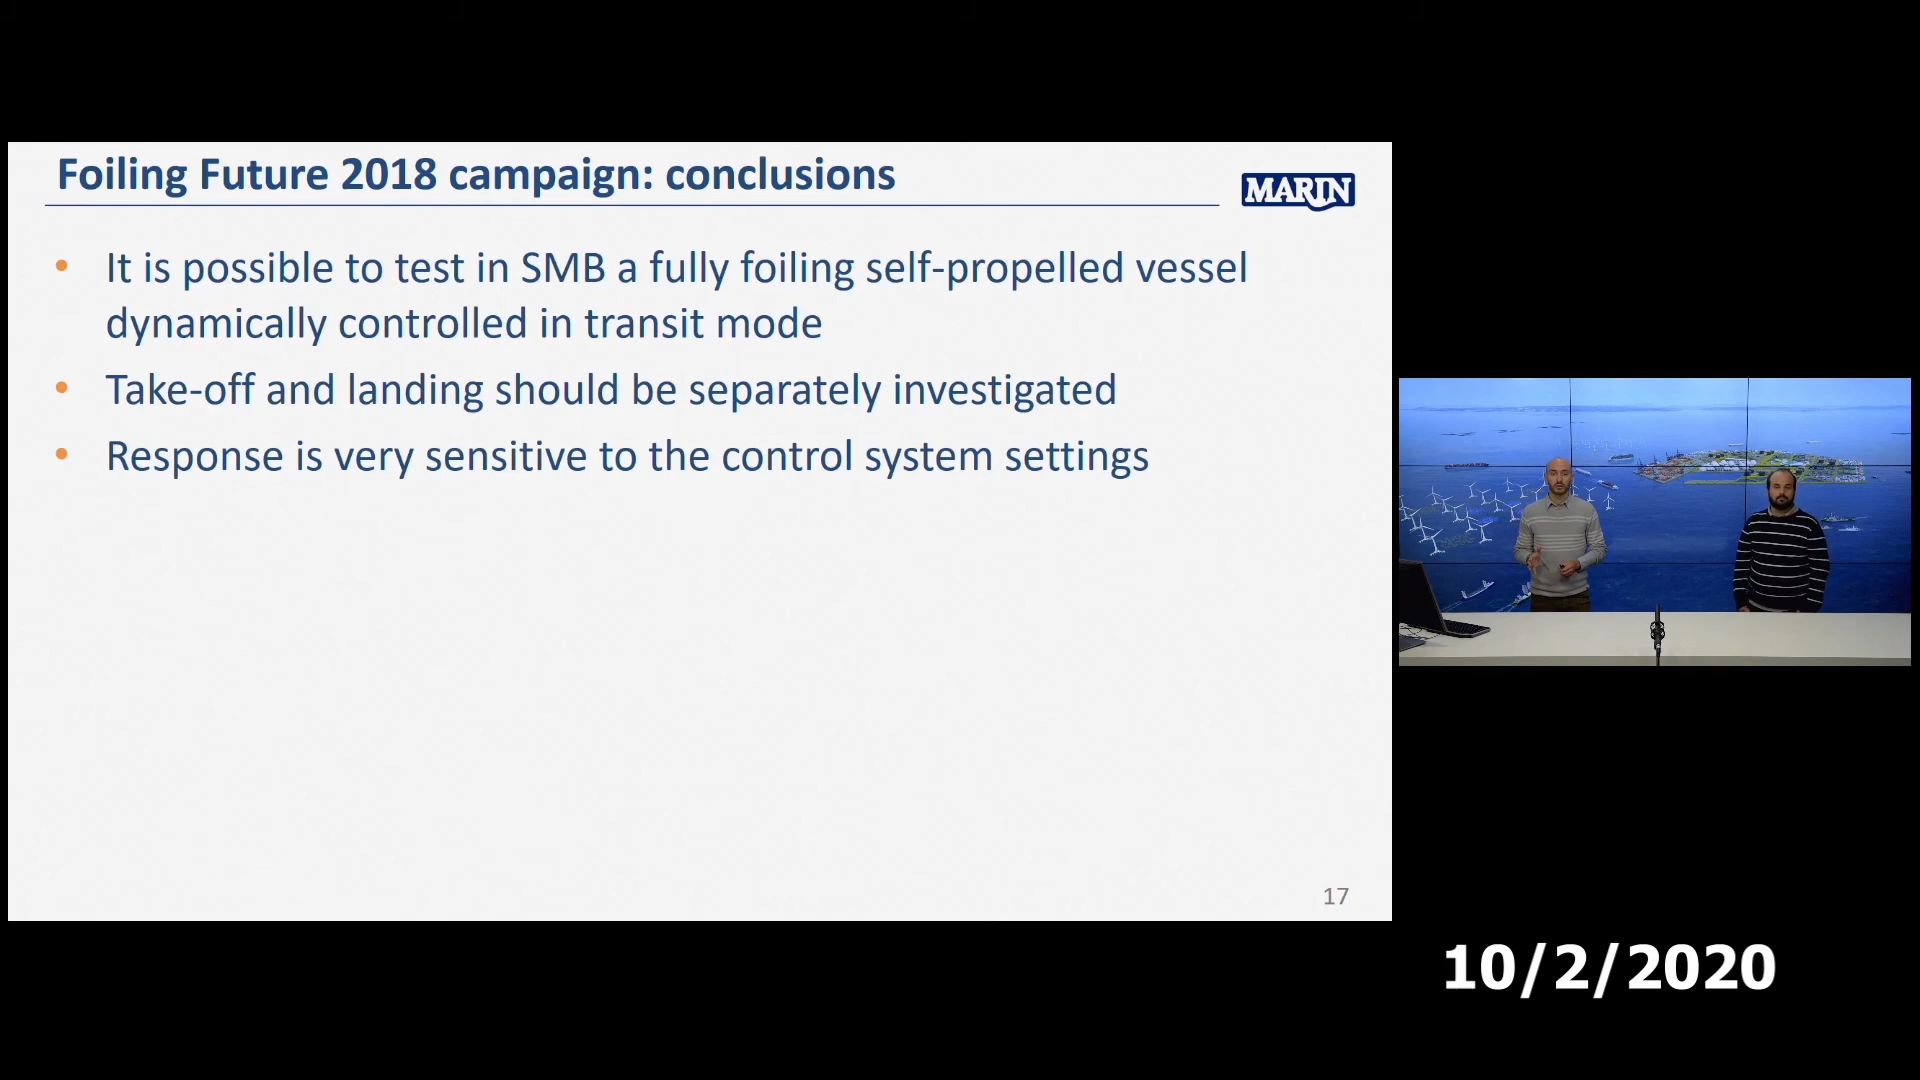 Foiling Future 2018 campaign: conclusions
MARIN
• It is possible to test in SMB a fully foiling self-propelled vessel
dynamically controlled in transit mode
• Take-off and landing should be separately investigated
• Response is very sensitive to the control system settings
17
10/2/2020